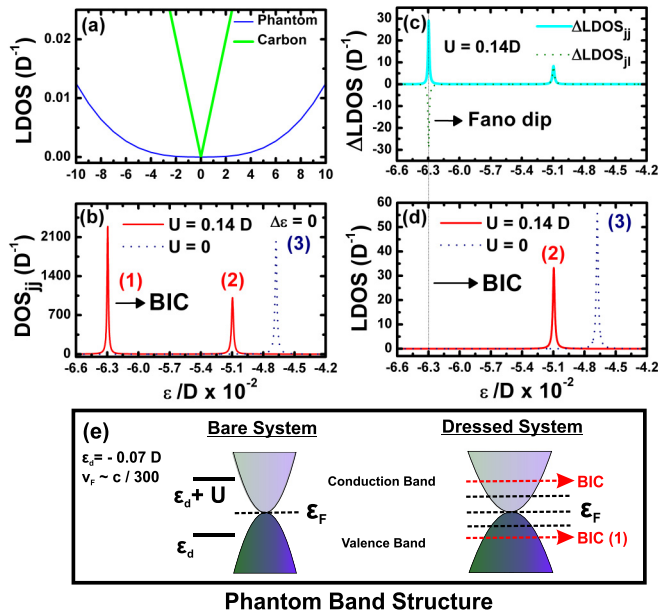 (a)
Phantom
Carbon
LDOS (D⁻¹)
0.02
0.01
0.00
-10 -8 -6 -4 -2 0 2 4 6 8 10
(c)
U = 0.14D
ΔLDOSjj
ΔLDOSjl
Fano dip
ΔLDOS (D⁻¹)
30
20
10
0
-10
-20
-30
-6.6 -6.3 -6.0 -5.7 -5.4 -5.1 -4.8 -4.5 -4.2
(b)
U = 0.14 D
Δε = 0
U = 0
(3)
(1)
(2)
BIC
DOSjj (D⁻¹)
2100
1400
700
0
-6.6 -6.3 -6.0 -5.7 -5.4 -5.1 -4.8 -4.5 -4.2
ε /D x 10⁻²
(d)
U = 0.14 D
U = 0
(3)
(2)
BIC
LDOS (D⁻¹)
60
50
40
30
20
10
0
-6.6 -6.3 -6.0 -5.7 -5.4 -5.1 -4.8 -4.5 -4.2
ε /D x 10⁻²
(e)
Bare System
Dressed System
εd= - 0.07 D
vF ~ c / 300
εd+ U
εF
εd
Conduction Band
BIC
εF
Valence Band
BIC (1)
Phantom Band Structure